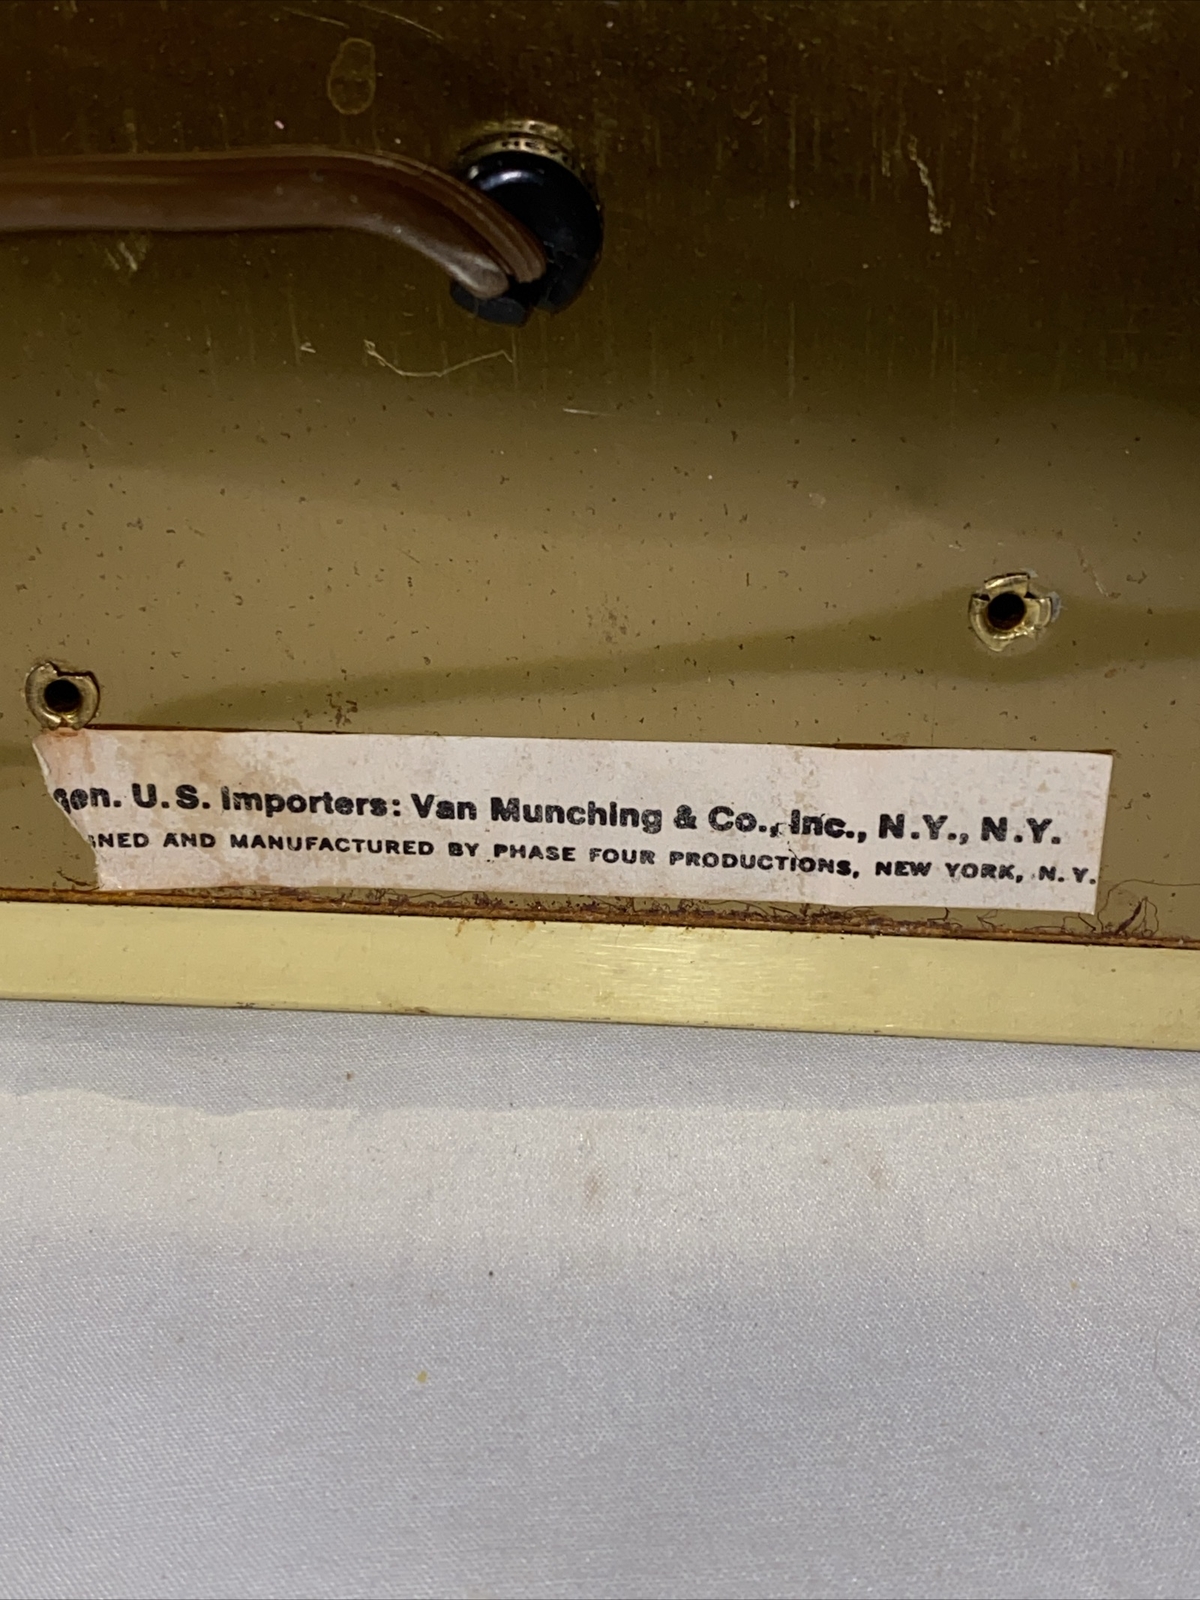 gen. U.S. Importers: Van Munching & Co., Inc., N.Y., N.Y.
NED AND MANUFACTURED BY PHASE FOUR PRODUCTIONS, NEW YORK, N.Y.